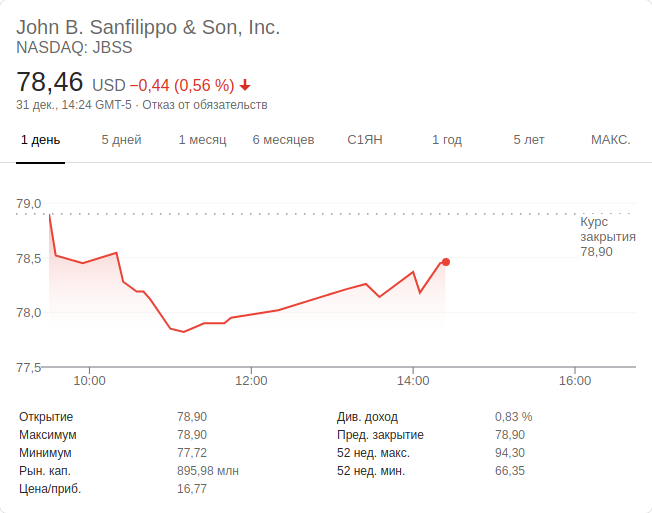 John B. Sanfilippo & Son, Inc.
NASDAQ: JBSS
78,46 USD −0,44 (0,56 %)
31 дек., 14:24 GMT-5 · Отказ от обязательств
1 день 5 дней 1 месяц 6 месяцев С1ЯН 1 год 5 лет МАКС.
79,0
Курс
закрытия
78,90
78,5
78,0
77,5
10:00 12:00 14:00 16:00
Открытие 78,90 Див. доход 0,83 %
Максимум 78,90 Пред. закрытие 78,90
Минимум 77,72 52 нед. макс. 94,30
Рын. кап. 895,98 млн 52 нед. мин. 66,35
Цена/приб. 16,77